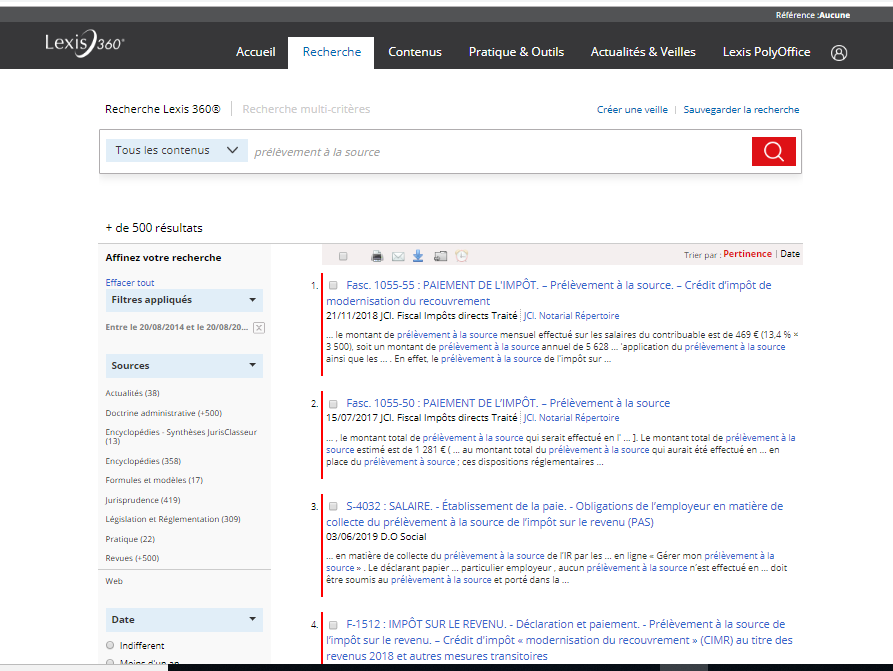 Référence :Aucune
Lexis 360®
Accueil Recherche Contenus Pratique & Outils Actualités & Veilles Lexis PolyOffice
Recherche Lexis 360® Recherche multi-critères Créer une veille | Sauvegarder la recherche
Tous les contenus prélèvement à la source
+ de 500 résultats
Affinez votre recherche
Trier par : Pertinence | Date
Effacer tout
Filtres appliqués
Entre le 20/08/2014 et le 20/08/20... x
Sources
Actualités (38)
Doctrine administrative (+500)
Encyclopédies - Synthèses JurisClasseur
(13)
Encyclopédies (358)
Formules et modèles (17)
Jurisprudence (419)
Législation et Réglementation (309)
Pratique (22)
Revues (+500)
Web
Date
Indifférent
Moins d'un an
1. Fasc. 1055-55 : PAIEMENT DE L'IMPÔT. – Prélèvement à la source. – Crédit d'impôt de
modernisation du recouvrement
21/11/2018 JCl. Fiscal Impôts directs Traité JCl. Notarial Répertoire
... le montant de prélèvement à la source mensuel effectué sur les salaires du contribuable est de 469 € (13,4 % ×
3 500), soit un montant de prélèvement à la source annuel de 5 628 ... 'application du prélèvement à la source
ainsi que les ... . En effet, le prélèvement à la source de l'impôt sur ...
2. Fasc. 1055-50 : PAIEMENT DE L'IMPÔT. – Prélèvement à la source
15/07/2017 JCl. Fiscal Impôts directs Traité JCl. Notarial Répertoire
... , le montant total de prélèvement à la source qui serait effectué en l' ... ]. Le montant total de prélèvement à la
source estimé est de 1 281 € ( ... au montant total du prélèvement à la source qui aurait été effectué en ... en
place du prélèvement à source ; ces dispositions réglementaires ...
3. S-4032 : SALAIRE. - Établissement de la paie. - Obligations de l'employeur en matière de
collecte du prélèvement à la source de l'impôt sur le revenu (PAS)
03/06/2019 D.O Social
... en matière de collecte du prélèvement à la source de l'IR par les ... en ligne « Gérer mon prélèvement à la
source » . Le déclarant papier ... particulier employeur , aucun prélèvement à la source n'est effectué en ... doit
être soumis au prélèvement à la source et porté dans la ...
4. F-1512 : IMPÔT SUR LE REVENU. - Déclaration et paiement. - Prélèvement à la source de
l'impôt sur le revenu. – Crédit d'impôt « modernisation du recouvrement » (CIMR) au titre des
revenus 2018 et autres mesures transitoires